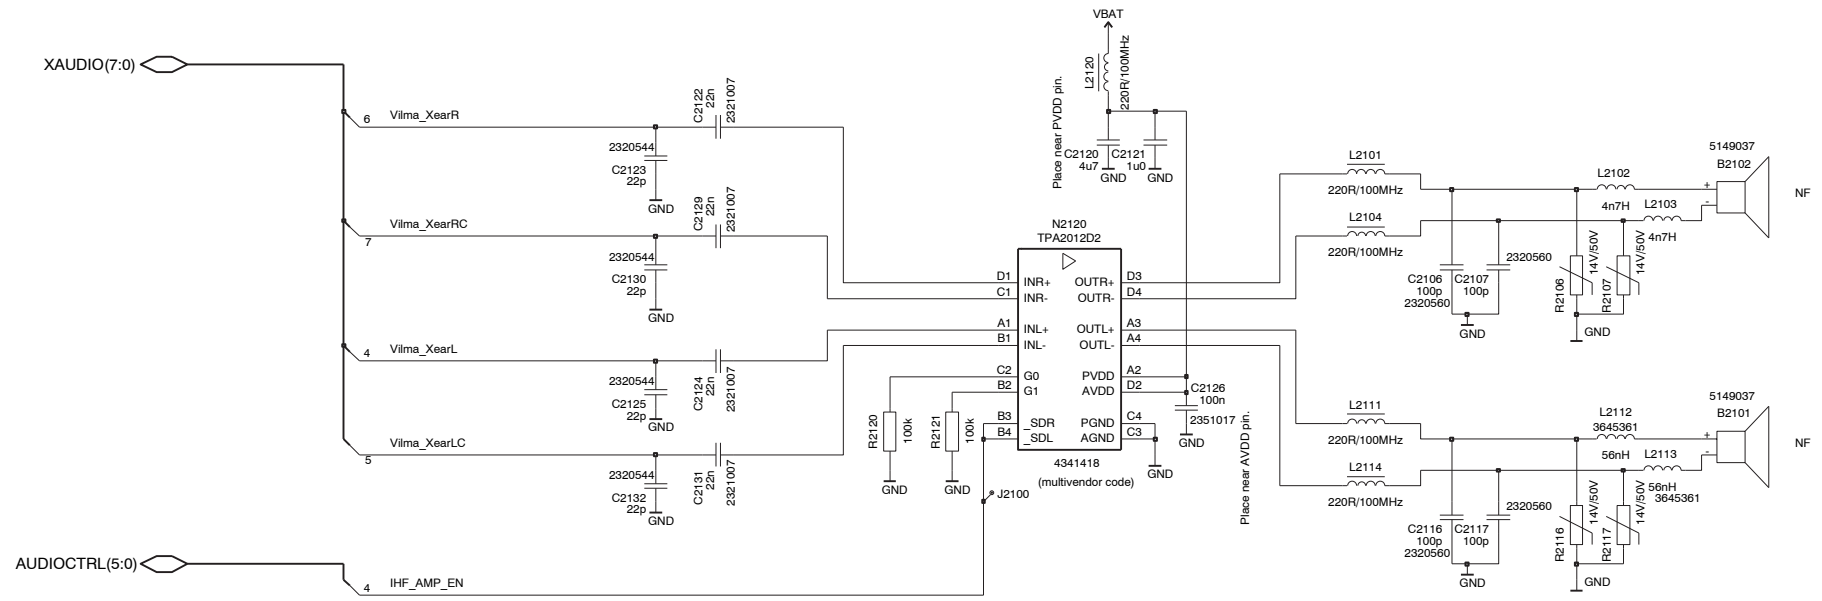 XAUDIO(7:0)
6
Vilma_XearR
2320544
C2123
22p
GND
C2122
22n
2321007
7
Vilma_XearRC
2320544
C2130
22p
GND
C2129
22n
2321007
4
Vilma_XearL
2320544
C2125
22p
GND
C2124
22n
2321007
5
Vilma_XearLC
2320544
C2132
22p
GND
C2131
22n
2321007
AUDIOCTRL(5:0)
4
IHF_AMP_EN
VBAT
L2120
220R/100MHz
Place near PVDD pin.
C2120
4u7
GND
C2121
1u0
GND
N2120
TPA2012D2
D1
INR+
C1
INR-
A1
INL+
B1
INL-
C2
G0
B2
G1
B3
_SDR
B4
_SDL
OUTR+
D3
OUTR-
D4
OUTL+
A3
OUTL-
A4
PVDD
A2
AVDD
D2
PGND
C4
AGND
C3
4341418
(multivendor code)
R2120
100k
GND
R2121
100k
GND
J2100
GND
C2126
100n
2351017
GND
Place near AVDD pin.
L2101
220R/100MHz
L2104
220R/100MHz
C2106
100p
2320560
C2107
100p
2320560
GND
R2106
14V/50V
R2107
14V/50V
GND
L2102
4n7H
L2103
4n7H
5149037
B2102
+
-
NF
L2111
220R/100MHz
L2114
220R/100MHz
C2116
100p
2320560
C2117
100p
2320560
GND
R2116
14V/50V
R2117
14V/50V
GND
L2112
3645361
56nH
L2113
56nH
3645361
5149037
B2101
+
-
NF